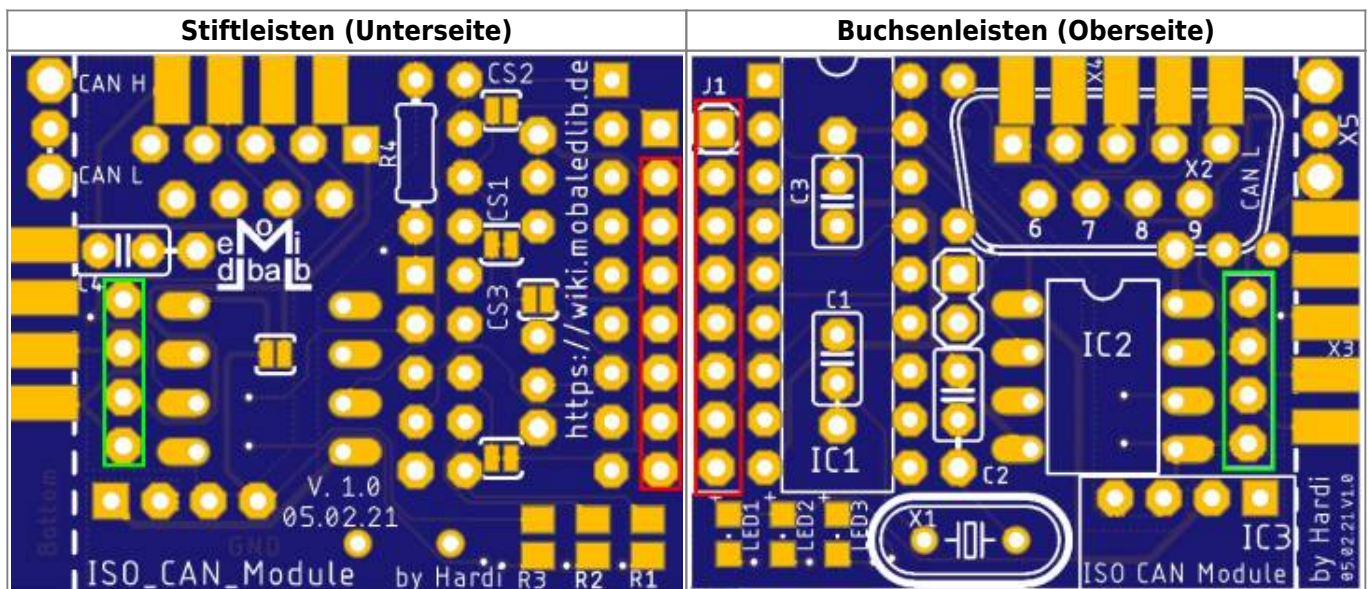 Stiftleisten (Unterseite)
CAN H
CAN L
R4
CS2
CS1
CS3
https://wiki.mobaledlib.de
C4
Mobaledlib
V. 1.0
05.02.21
Bottom
GND
ISO_CAN_Module
by Hardi
R3
R2
R1
Buchsenleisten (Oberseite)
J1
C3
C1
IC1
X4
X2
CAN L
6
7
8
9
X5
IC2
X3
C2
LED1
LED2
LED3
+
+
+
X1
IC3
ISO CAN Module
by Hardi
05.02.21 V1.0